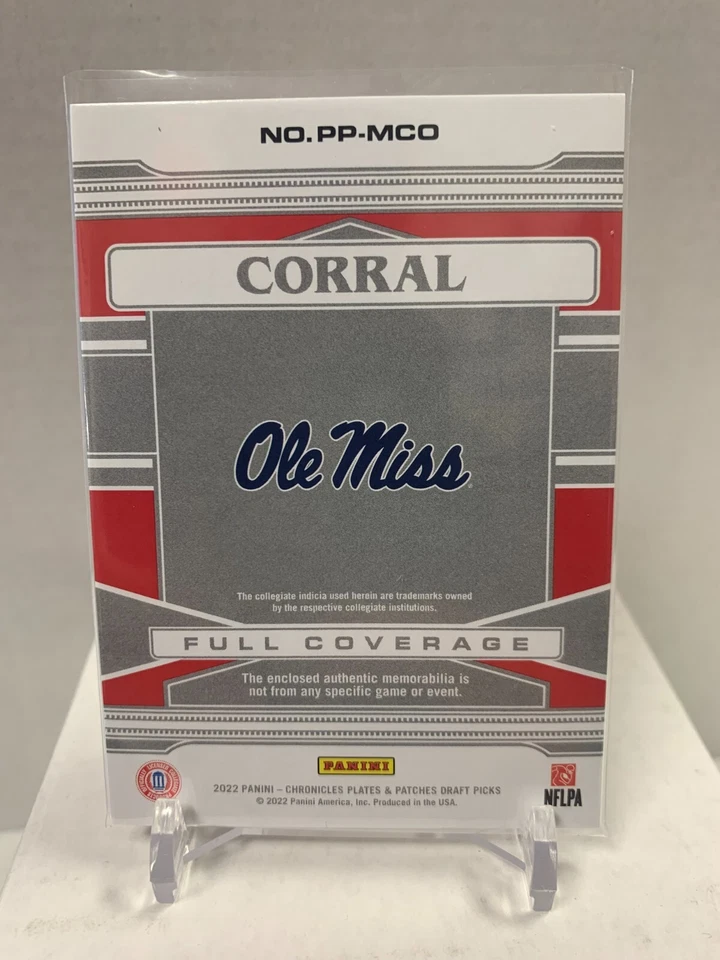 NO. PP-MCO
CORRAL
Ole Miss
The collegiate indicia used herein are trademarks owned
by the respective collegiate institutions.
FULL COVERAGE
The enclosed authentic memorabilia is
not from any specific game or event.
PANINI
2022 PANINI – CHRONICLES PLATES & PATCHES DRAFT PICKS
© 2022 Panini America, Inc. Produced in the USA.
NFLPA